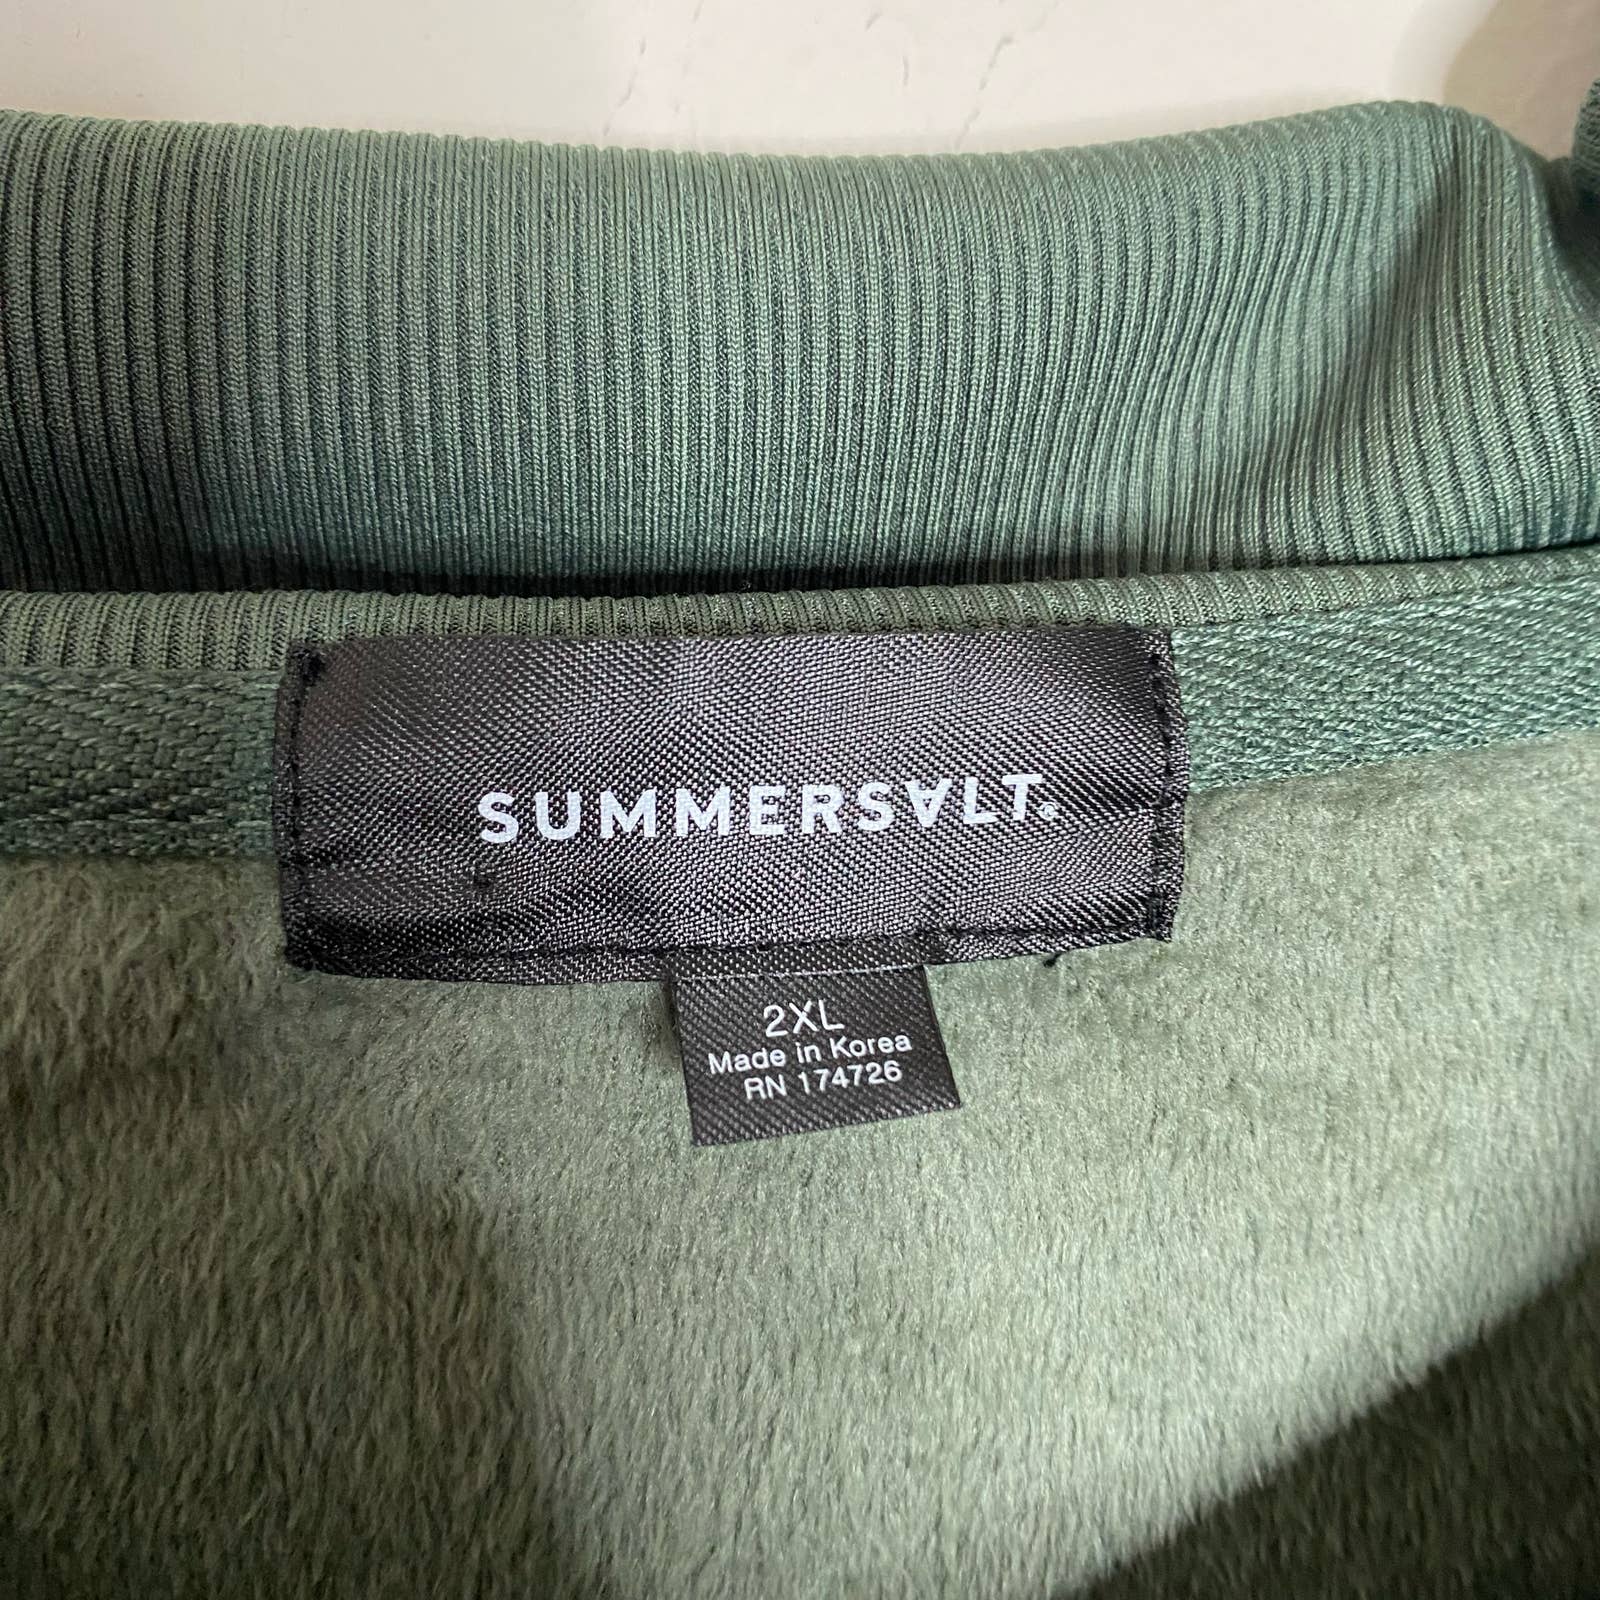 SUMMERSALT®
2XL
Made in Korea
RN 174726